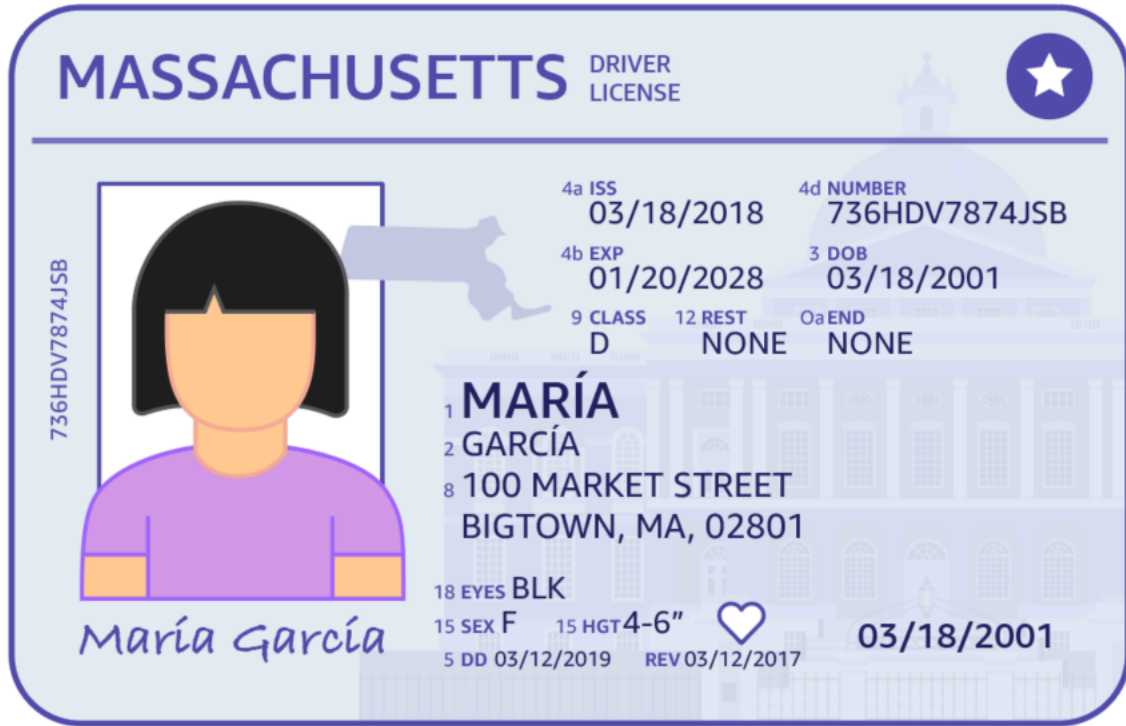 MASSACHUSETTS DRIVER LICENSE
4a ISS 4d NUMBER
03/18/2018 736HDV7874JSB
4b EXP 3 DOB
01/20/2028 03/18/2001
9 CLASS 12 REST 0a END
D NONE NONE
736HDV7874JSB
1 MARÍA
2 GARCÍA
8 100 MARKET STREET
BIGTOWN, MA, 02801
18 EYES BLK
15 SEX F 15 HGT 4-6”
María García
03/18/2001
5 DD 03/12/2019 REV 03/12/2017